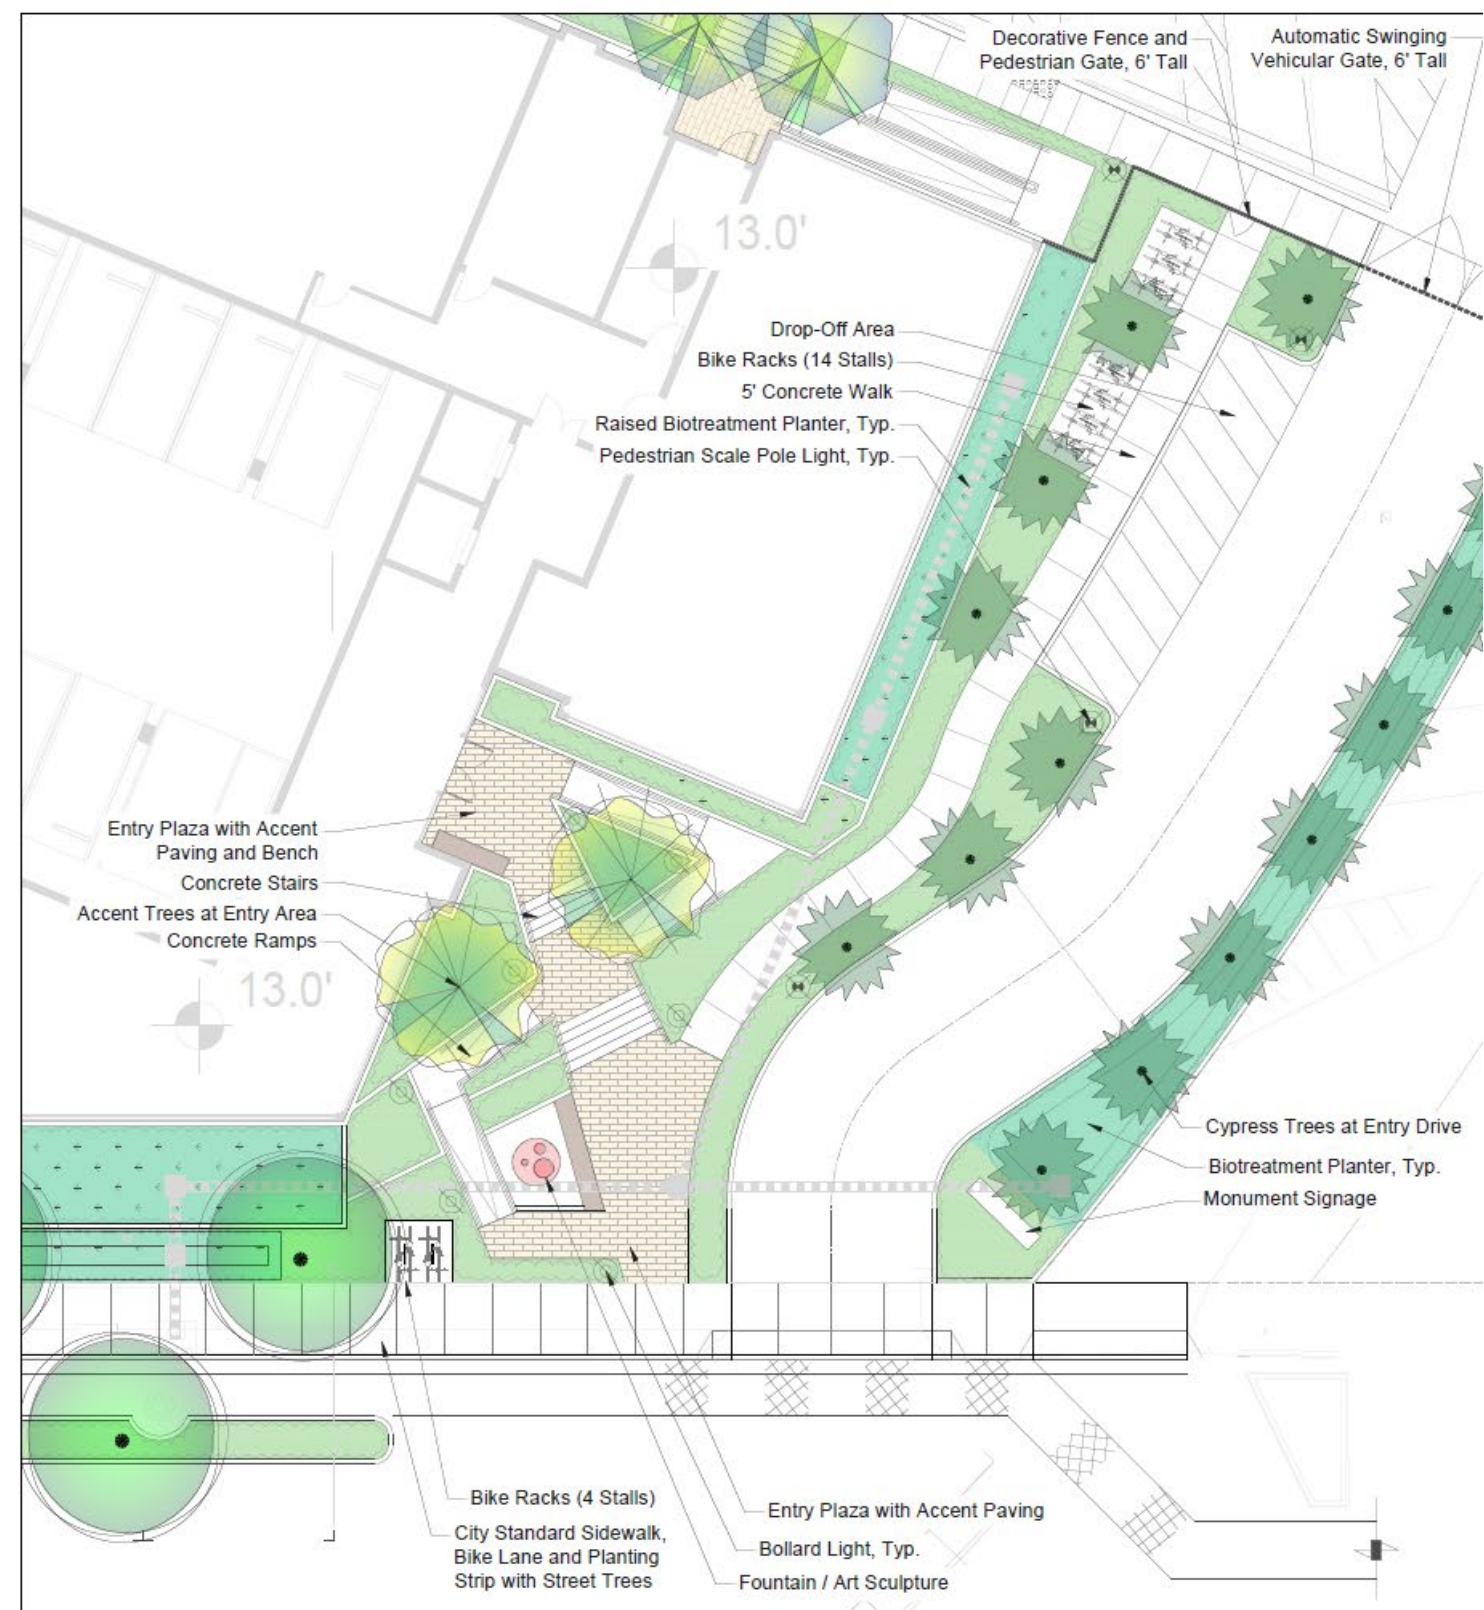 Decorative Fence and
Pedestrian Gate, 6' Tall
Automatic Swinging
Vehicular Gate, 6' Tall
13.0'
Drop-Off Area
Bike Racks (14 Stalls)
5' Concrete Walk
Raised Biotreatment Planter, Typ.
Pedestrian Scale Pole Light, Typ.
Entry Plaza with Accent
Paving and Bench
Concrete Stairs
Accent Trees at Entry Area
Concrete Ramps
13.0'
Cypress Trees at Entry Drive
Biotreatment Planter, Typ.
Monument Signage
Bike Racks (4 Stalls)
City Standard Sidewalk,
Bike Lane and Planting
Strip with Street Trees
Entry Plaza with Accent Paving
Bollard Light, Typ.
Fountain / Art Sculpture